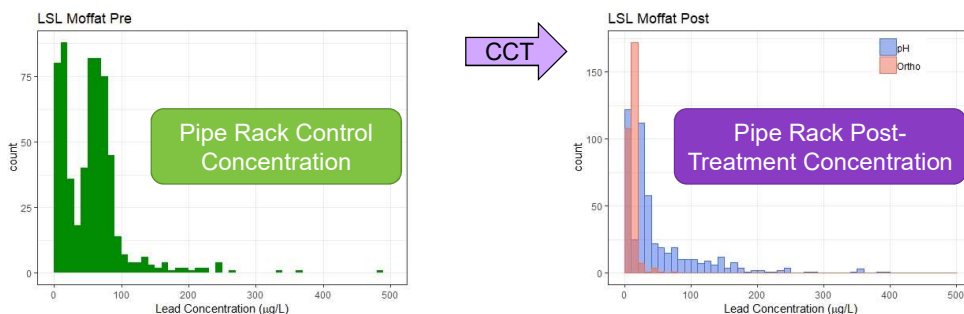 LSL Moffat Pre
75
50
25
0
count
0 100 200 300 400 500
Lead Concentration (µg/L)
Pipe Rack Control
Concentration
CCT
LSL Moffat Post
150
100
50
0
count
0 100 200 300 400 500
Lead Concentration (µg/L)
pH
Ortho
Pipe Rack Post-
Treatment Concentration